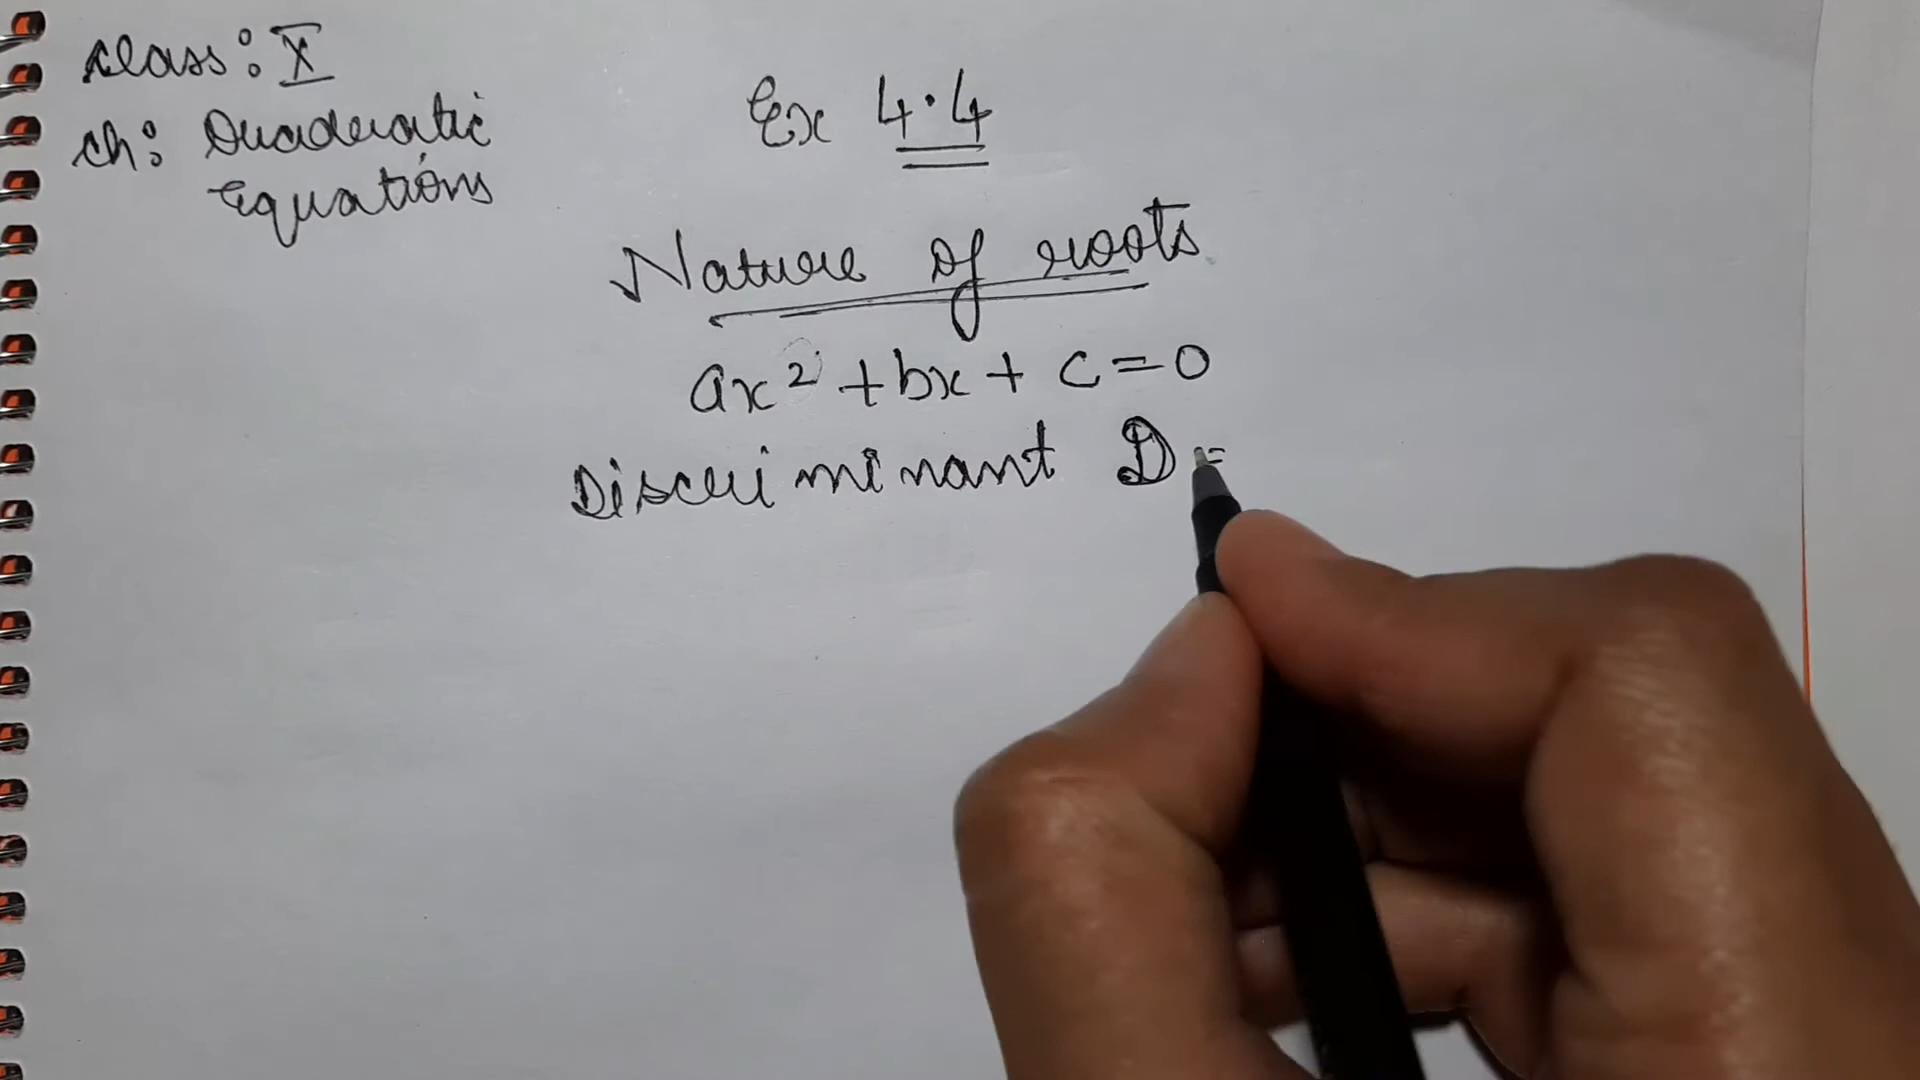 Class: X
Ch: Quadratic
Equations
Ex 4.4
Nature of roots
ax² + bx + c = 0
Discriminant D =